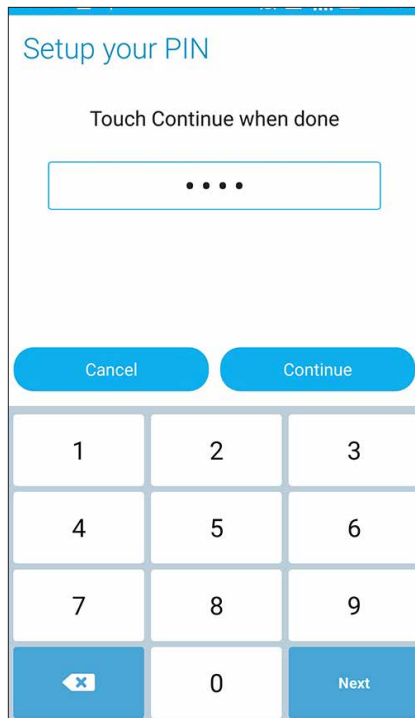 Setup your PIN
Touch Continue when done
••••
Cancel Continue
1 2 3
4 5 6
7 8 9
0 Next